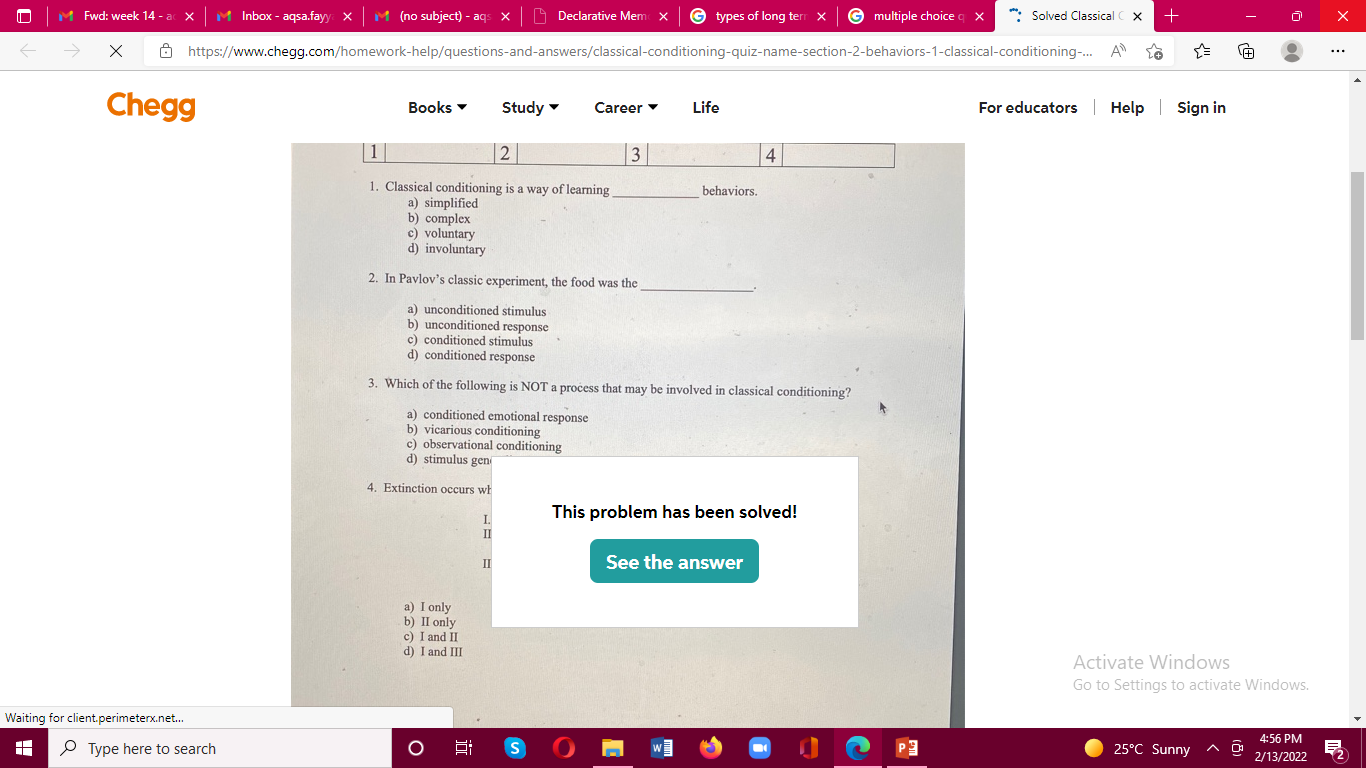 Fwd: week 14 - a
Inbox - aqsa.fayy
(no subject) - aqs
Declarative Mem
types of long ter
multiple choice q
Solved Classical C
https://www.chegg.com/homework-help/questions-and-answers/classical-conditioning-quiz-name-section-2-behaviors-1-classical-conditioning-...
Chegg
Books Study Career Life
For educators Help Sign in
1 2 3 4
1. Classical conditioning is a way of learning ____________ behaviors.
a) simplified
b) complex
c) voluntary
d) involuntary
2. In Pavlov's classic experiment, the food was the ________________.
a) unconditioned stimulus
b) unconditioned response
c) conditioned stimulus
d) conditioned response
3. Which of the following is NOT a process that may be involved in classical conditioning?
a) conditioned emotional response
b) vicarious conditioning
c) observational conditioning
d) stimulus gen
4. Extinction occurs wh
I.
II
II
a) I only
b) II only
c) I and II
d) I and III
This problem has been solved!
See the answer
Activate Windows
Go to Settings to activate Windows.
Waiting for client.perimeterx.net...
Type here to search
25°C Sunny
4:56 PM
2/13/2022
2